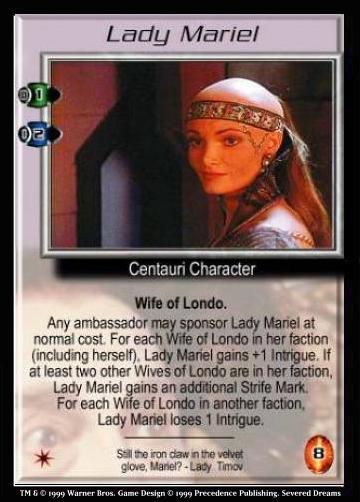 Lady Mariel
1
2
Centauri Character
Wife of Londo.
Any ambassador may sponsor Lady Mariel at
normal cost. For each Wife of Londo in her faction
(including herself), Lady Mariel gains +1 Intrigue. If
at least two other Wives of Londo are in her faction,
Lady Mariel gains an additional Strife Mark.
For each Wife of Londo in another faction,
Lady Mariel loses 1 Intrigue.
Still the iron claw in the velvet
glove, Mariel? - Lady Timov
8
TM & © 1999 Warner Bros. Game Design © 1999 Precedence Publishing. Severed Dreams